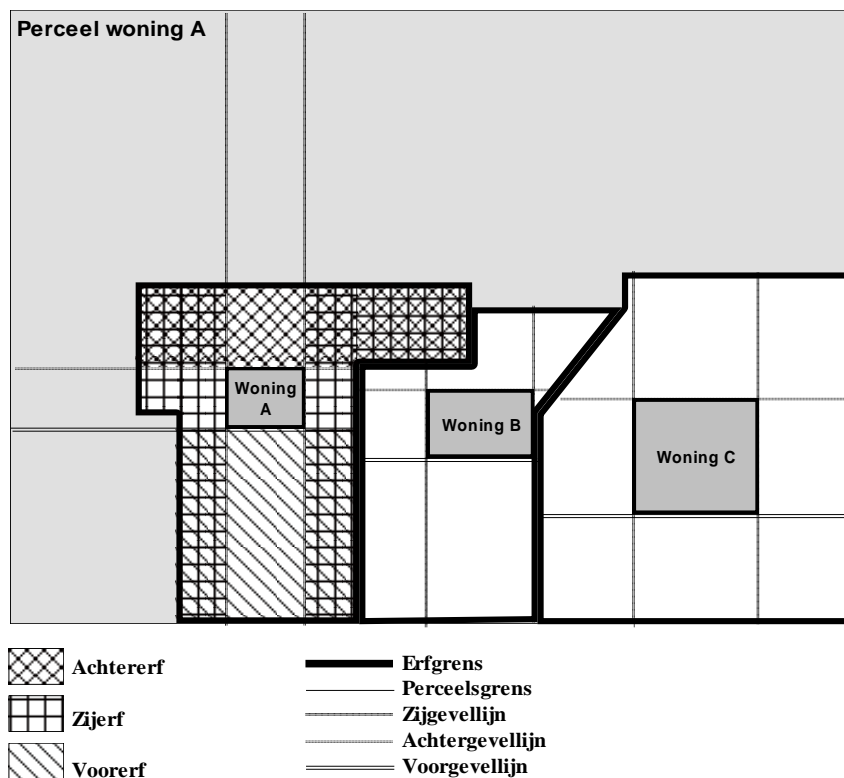 Perceel woning A
Woning
A
Woning B
Woning C
Achtererf
Zijerf
Voorerf
Erfgrens
Perceelsgrens
Zijgevellijn
Achtergevellijn
Voorgevellijn